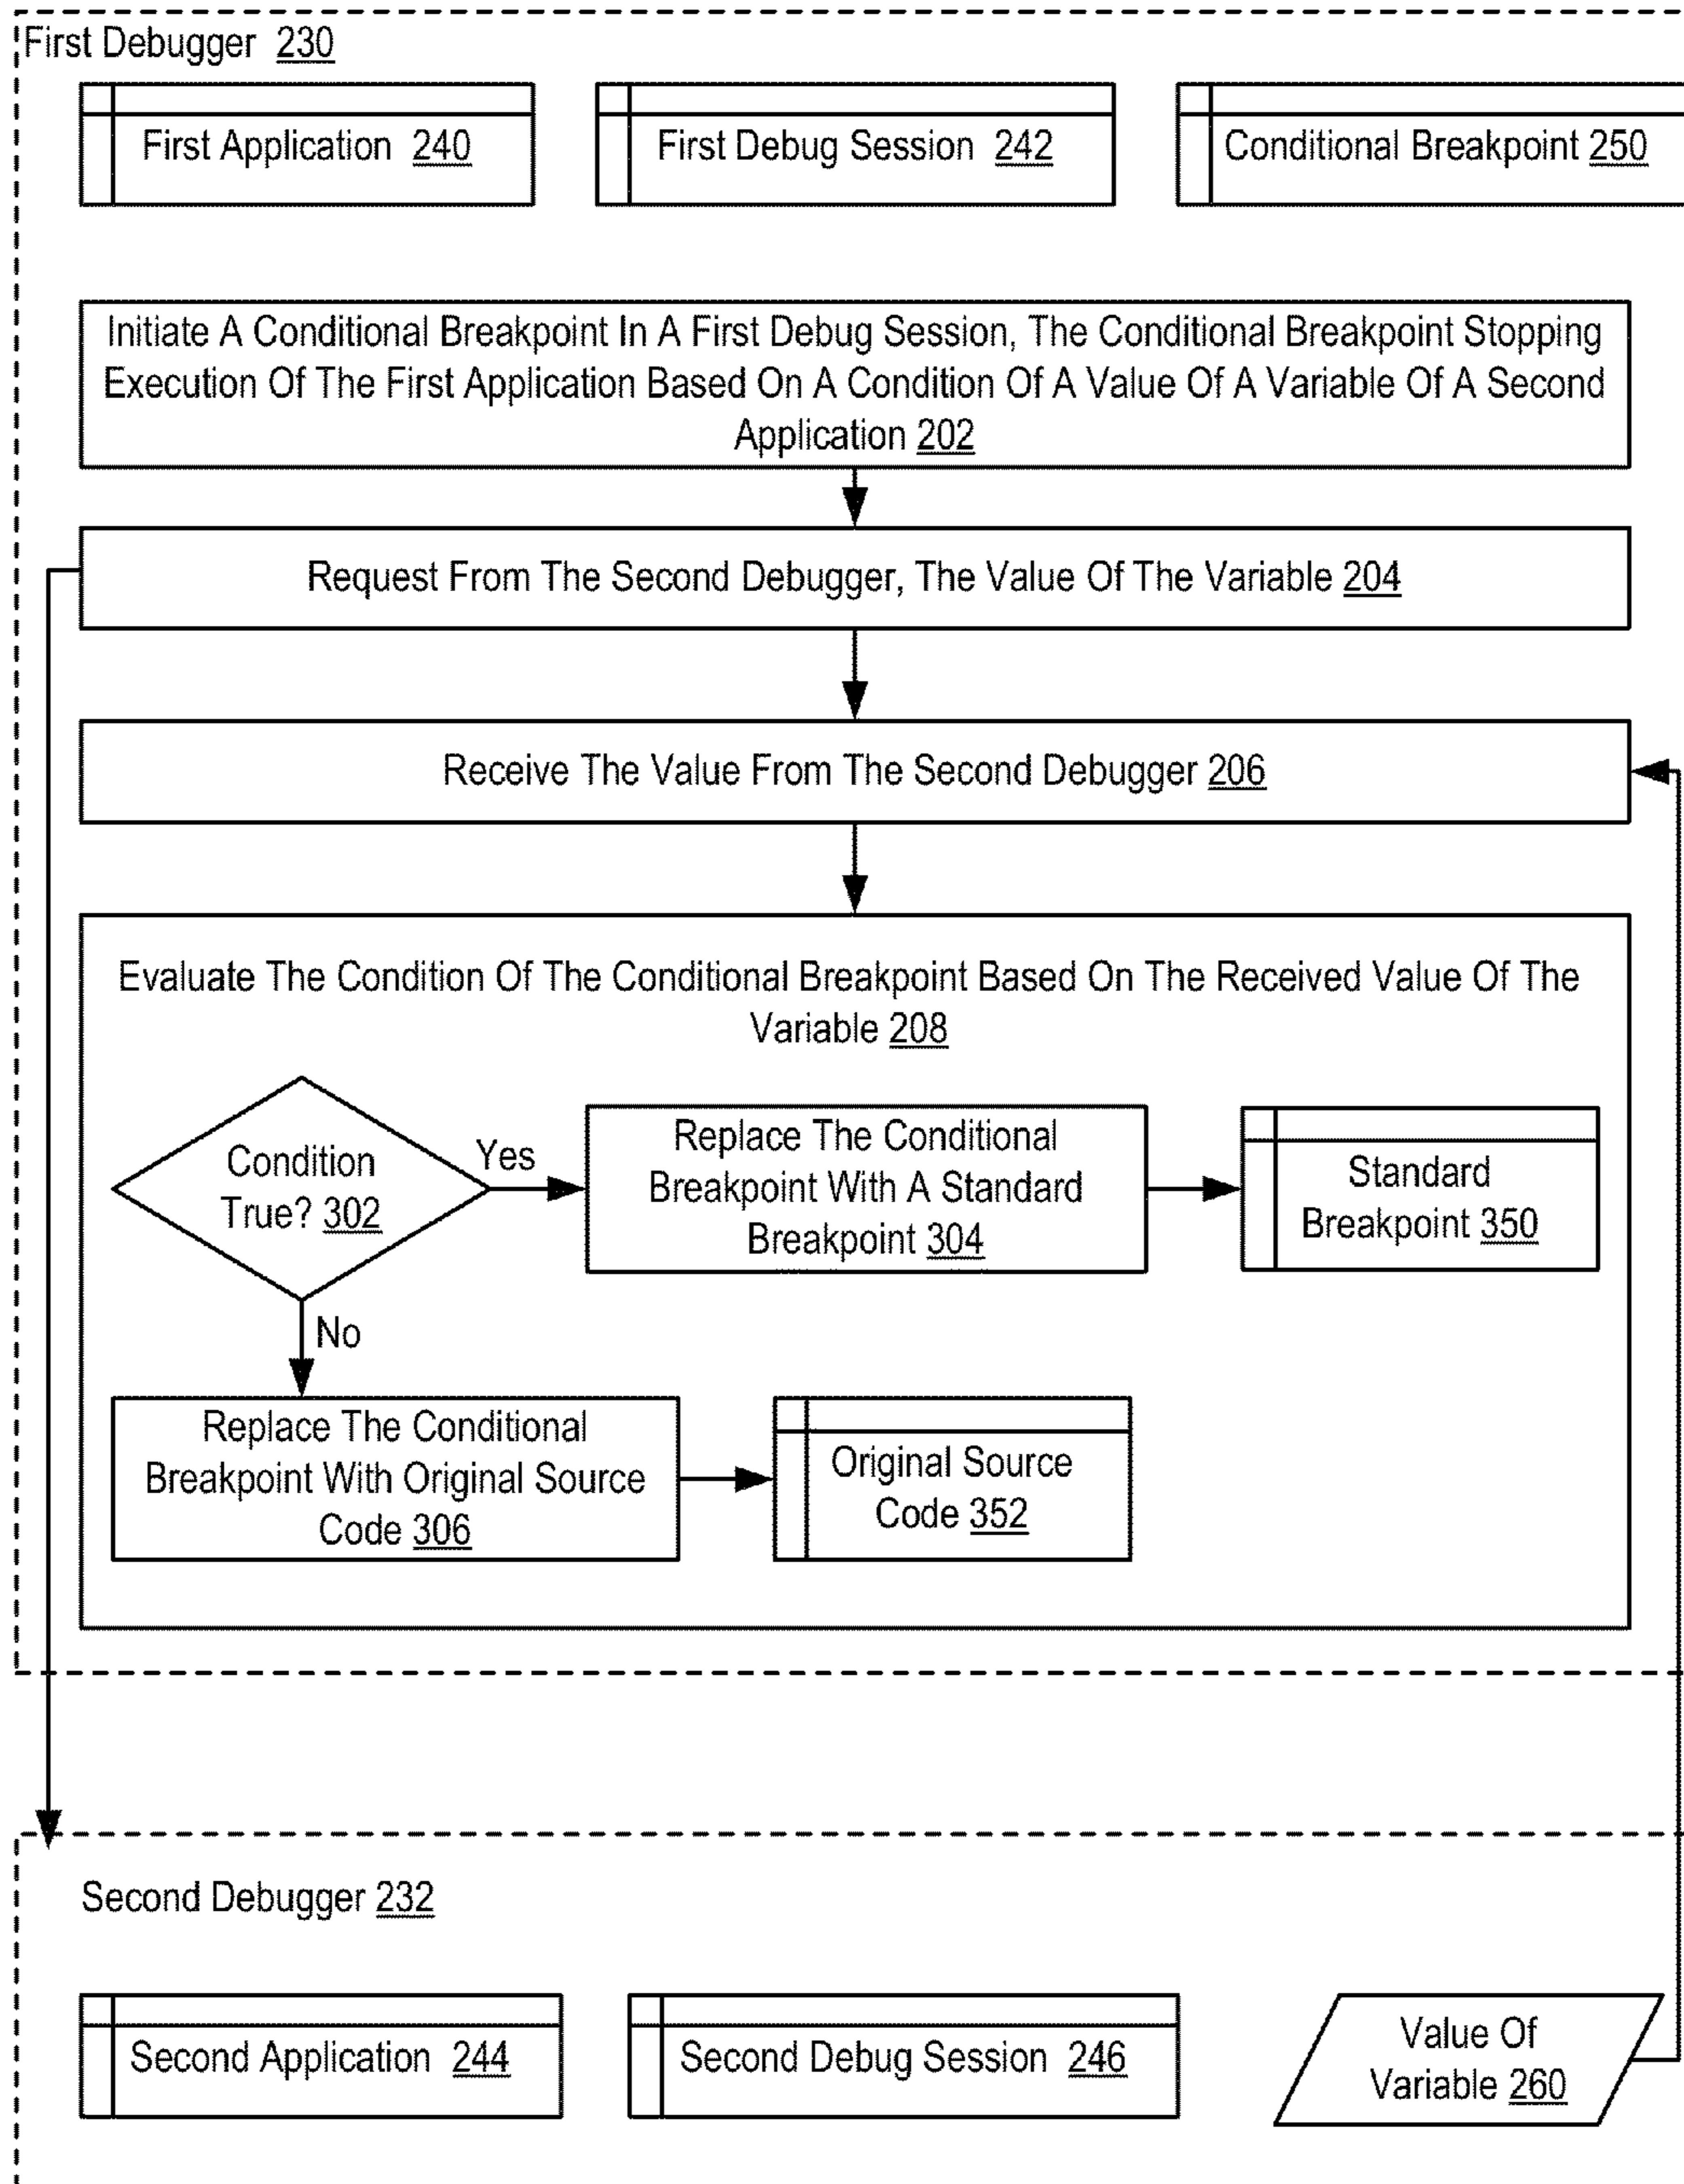 First Debugger 230
First Application 240
First Debug Session 242
Conditional Breakpoint 250
Initiate A Conditional Breakpoint In A First Debug Session, The Conditional Breakpoint Stopping
Execution Of The First Application Based On A Condition Of A Value Of A Variable Of A Second
Application 202
Request From The Second Debugger, The Value Of The Variable 204
Receive The Value From The Second Debugger 206
Evaluate The Condition Of The Conditional Breakpoint Based On The Received Value Of The
Variable 208
Condition
True? 302
Yes
Replace The Conditional
Breakpoint With A Standard
Breakpoint 304
Standard
Breakpoint 350
No
Replace The Conditional
Breakpoint With Original Source
Code 306
Original Source
Code 352
Second Debugger 232
Second Application 244
Second Debug Session 246
Value Of
Variable 260